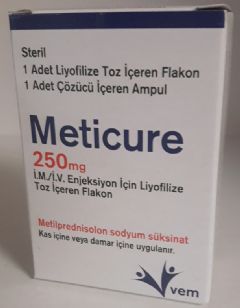 Steril
1 Adet Liyofilize Toz İçeren Flakon
1 Adet Çözücü İçeren Ampul
Meticure
250mg
İ.M./İ.V. Enjeksiyon İçin Liyofilize
Toz İçeren Flakon
Metilprednisolon sodyum süksinat
Kas içine veya damar içine uygulanır.
vem